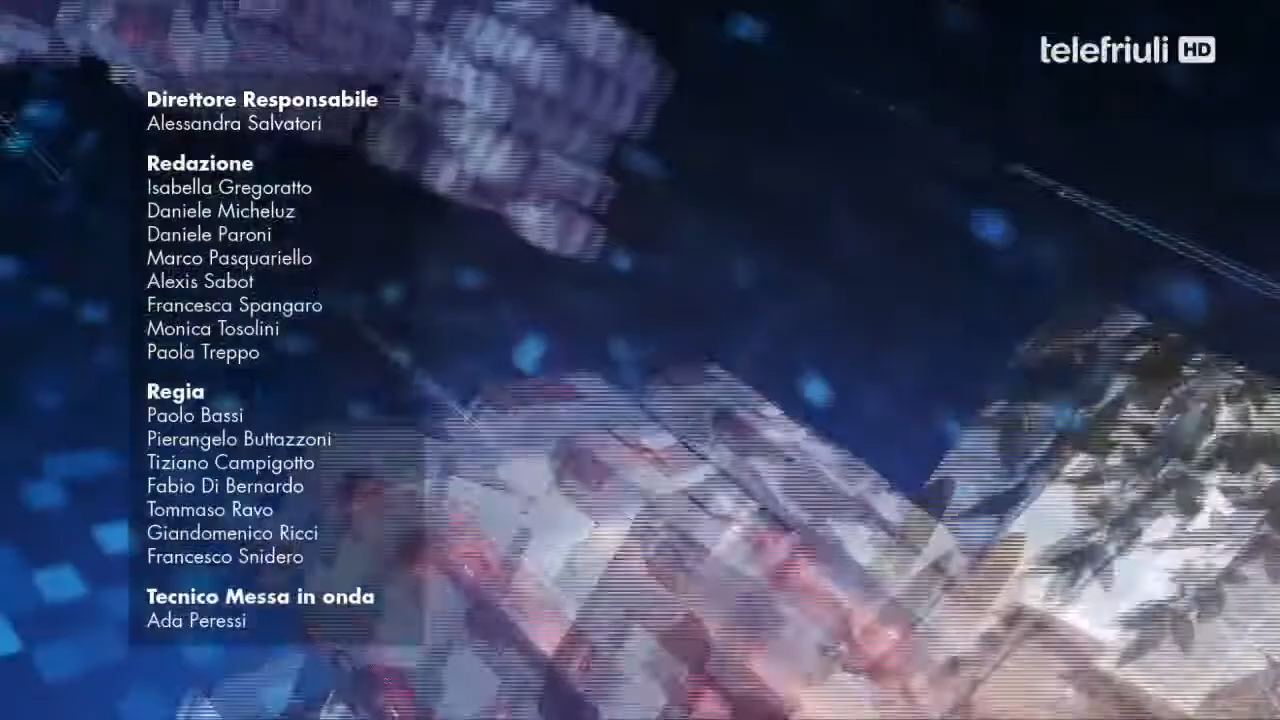 telefriuli HD
Direttore Responsabile
Alessandra Salvatori
Redazione
Isabella Gregoratto
Daniele Micheluz
Daniele Paroni
Marco Pasquariello
Alexis Sabot
Francesca Spangaro
Monica Tosolini
Paola Treppo
Regia
Paolo Bassi
Pierangelo Buttazzoni
Tiziano Campigotto
Fabio Di Bernardo
Tommaso Ravo
Giandomenico Ricci
Francesco Snidero
Tecnico Messa in onda
Ada Peressi